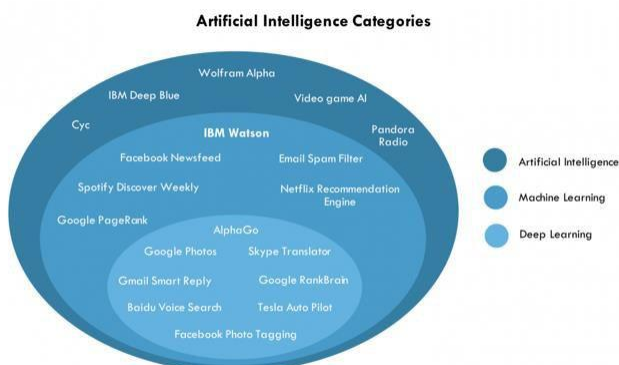 Artificial Intelligence Categories
Wolfram Alpha
IBM Deep Blue
Video game AI
Cyc
Pandora
Radio
IBM Watson
Facebook Newsfeed
Email Spam Filter
Spotify Discover Weekly
Netflix Recommendation
Engine
Google PageRank
AlphaGo
Google Photos
Skype Translator
Gmail Smart Reply
Google RankBrain
Baidu Voice Search
Tesla Auto Pilot
Facebook Photo Tagging
Artificial Intelligence
Machine Learning
Deep Learning